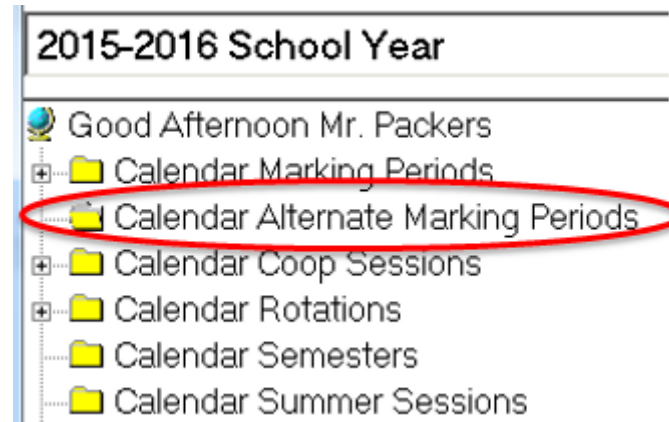 2015-2016 School Year
Good Afternoon Mr. Packers
Calendar Marking Periods
Calendar Alternate Marking Periods
Calendar Coop Sessions
Calendar Rotations
Calendar Semesters
Calendar Summer Sessions